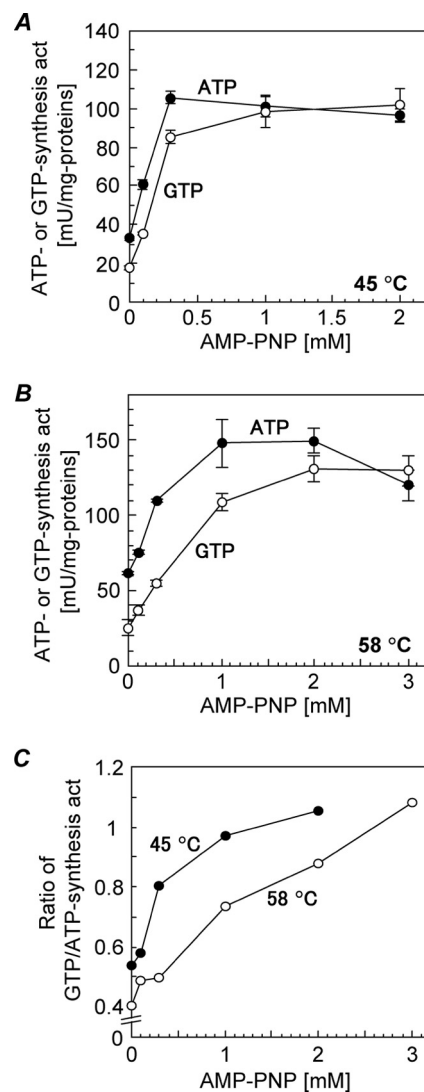 A
140
120
100
80
60
40
20
0
ATP- or GTP-synthesis act
[mU/mg-proteins]
ATP
GTP
45 °C
0 0.5 1 1.5 2
AMP-PNP [mM]
B
150
100
50
0
ATP- or GTP-synthesis act
[mU/mg-proteins]
ATP
GTP
58 °C
0 1 2 3
AMP-PNP [mM]
C
1.2
1
0.8
0.6
0.4
0
Ratio of
GTP/ATP-synthesis act
45 °C
58 °C
0 1 2 3
AMP-PNP [mM]